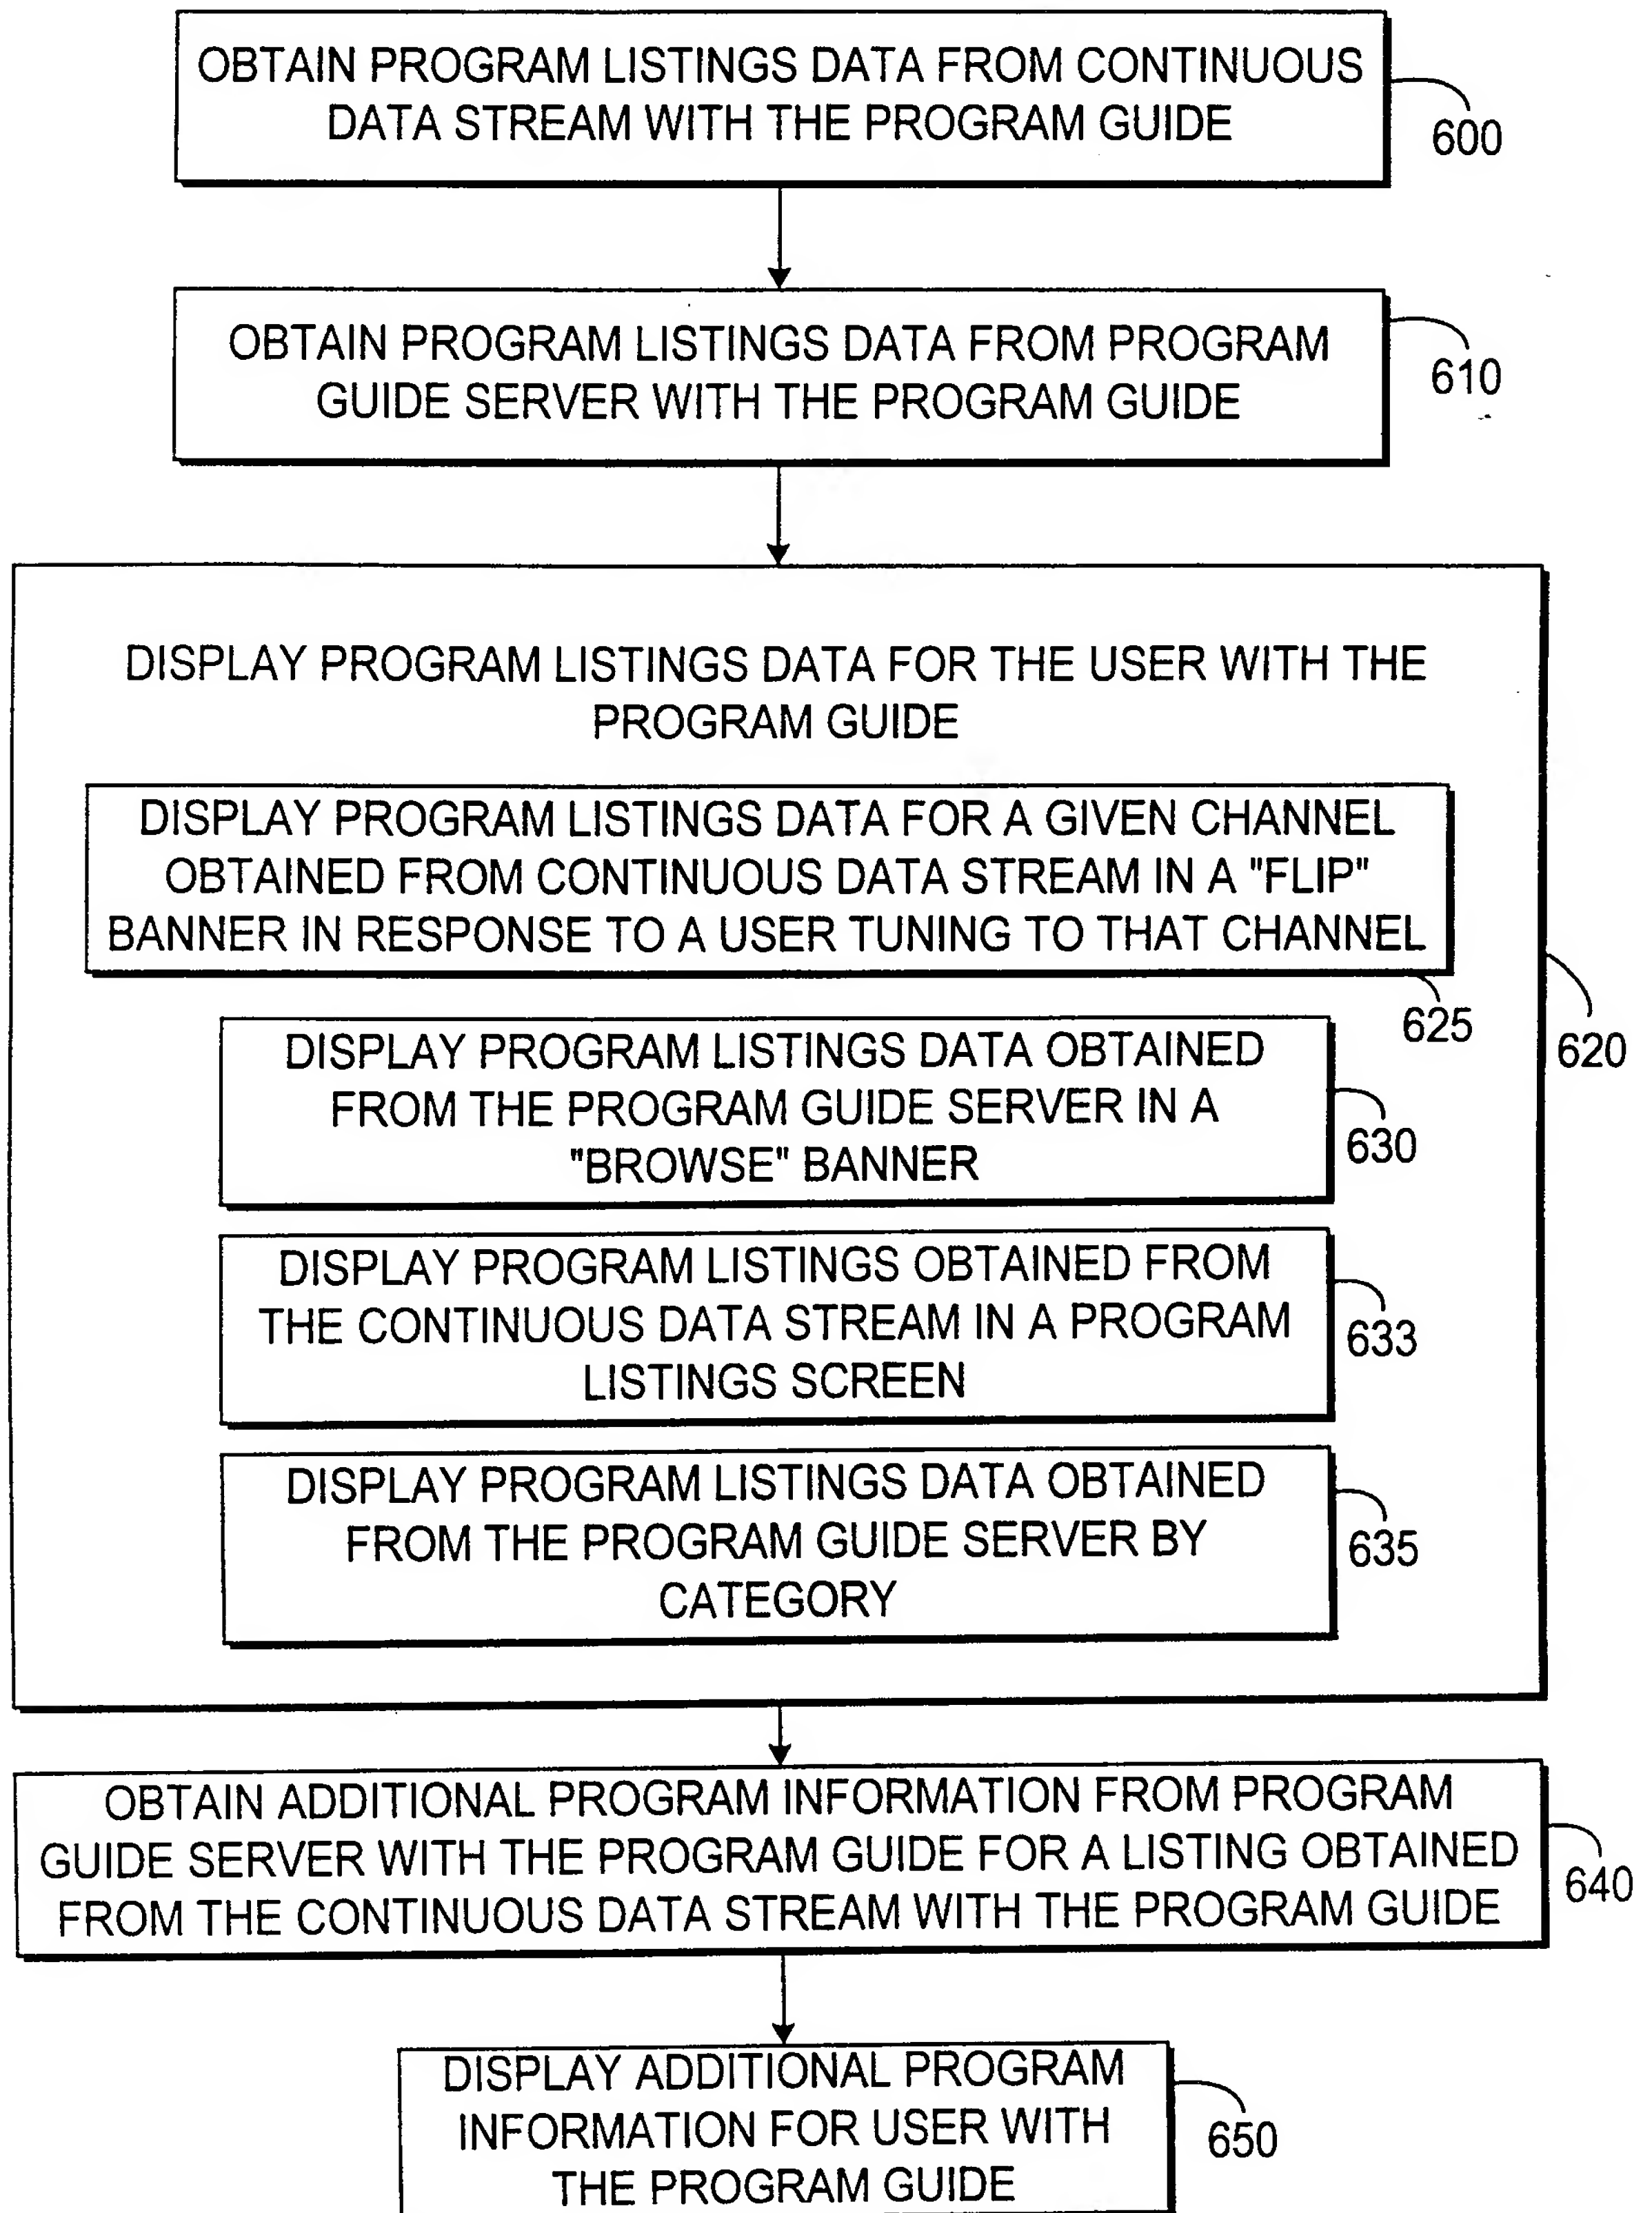 OBTAIN PROGRAM LISTINGS DATA FROM CONTINUOUS
DATA STREAM WITH THE PROGRAM GUIDE
600
OBTAIN PROGRAM LISTINGS DATA FROM PROGRAM
GUIDE SERVER WITH THE PROGRAM GUIDE
610
DISPLAY PROGRAM LISTINGS DATA FOR THE USER WITH THE
PROGRAM GUIDE
DISPLAY PROGRAM LISTINGS DATA FOR A GIVEN CHANNEL
OBTAINED FROM CONTINUOUS DATA STREAM IN A "FLIP"
BANNER IN RESPONSE TO A USER TUNING TO THAT CHANNEL
625
620
DISPLAY PROGRAM LISTINGS DATA OBTAINED
FROM THE PROGRAM GUIDE SERVER IN A
"BROWSE" BANNER
630
DISPLAY PROGRAM LISTINGS OBTAINED FROM
THE CONTINUOUS DATA STREAM IN A PROGRAM
LISTINGS SCREEN
633
DISPLAY PROGRAM LISTINGS DATA OBTAINED
FROM THE PROGRAM GUIDE SERVER BY
CATEGORY
635
OBTAIN ADDITIONAL PROGRAM INFORMATION FROM PROGRAM
GUIDE SERVER WITH THE PROGRAM GUIDE FOR A LISTING OBTAINED
FROM THE CONTINUOUS DATA STREAM WITH THE PROGRAM GUIDE
640
DISPLAY ADDITIONAL PROGRAM
INFORMATION FOR USER WITH
THE PROGRAM GUIDE
650